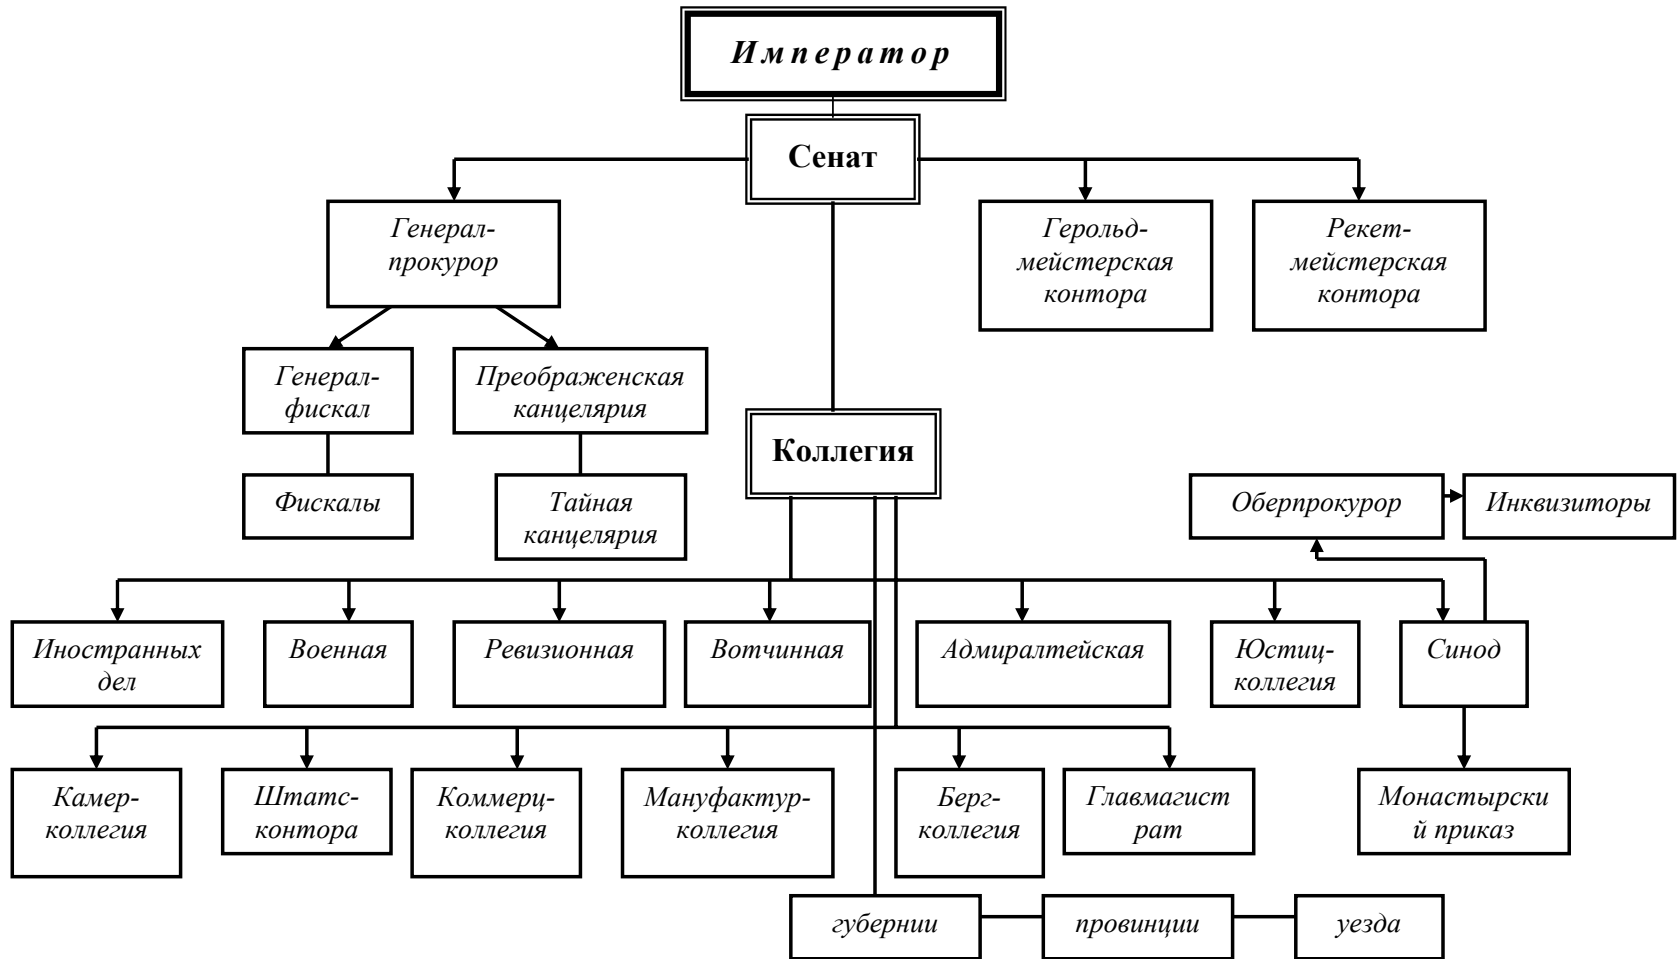 Император
Сенат
Генерал-
прокурор
Герольд-
мейстерская
контора
Рекет-
мейстерская
контора
Генерал-
фискал
Преображенская
канцелярия
Коллегия
Фискалы
Тайная
канцелярия
Оберпрокурор
Инквизиторы
Иностранных
дел
Военная
Ревизионная
Вотчинная
Адмиралтейская
Юстиц-
коллегия
Синод
Камер-
коллегия
Штатс-
контора
Коммерц-
коллегия
Мануфактур-
коллегия
Берг-
коллегия
Главмагист
рат
Монастырски
й приказ
губернии
провинции
уезда